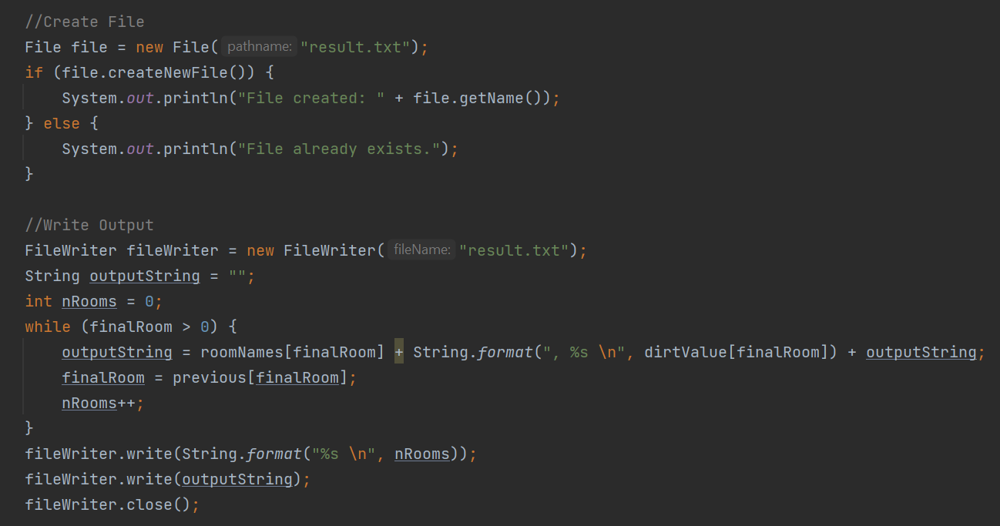 //Create File
File file = new File( pathname: "result.txt");
if (file.createNewFile()) {
    System.out.println("File created: " + file.getName());
} else {
    System.out.println("File already exists.");
}

//Write Output
FileWriter fileWriter = new FileWriter( fileName: "result.txt");
String outputString = "";
int nRooms = 0;
while (finalRoom > 0) {
    outputString = roomNames[finalRoom] + String.format(", %s \n", dirtValue[finalRoom]) + outputString;
    finalRoom = previous[finalRoom];
    nRooms++;
}
fileWriter.write(String.format("%s \n", nRooms));
fileWriter.write(outputString);
fileWriter.close();